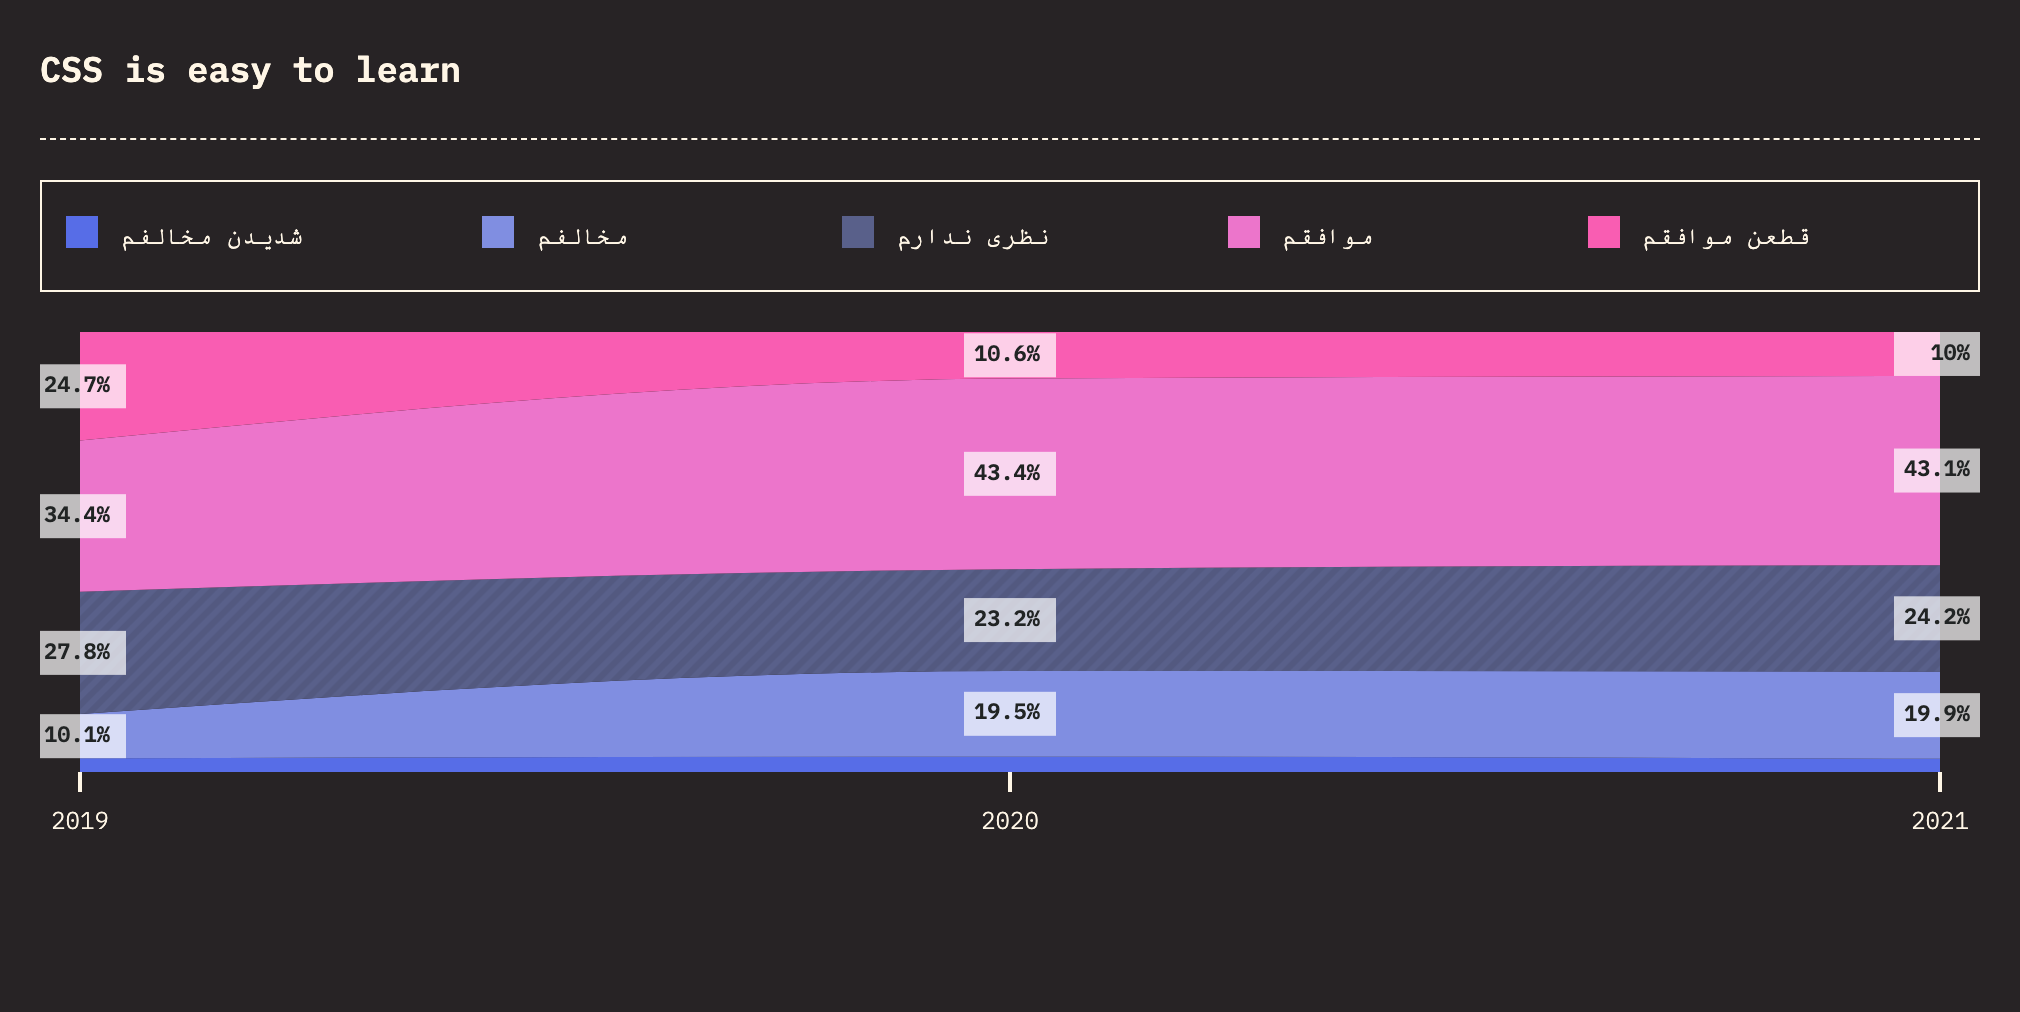 CSS is easy to learn
شدیدن مخالفم
مخالفم
نظری ندارم
موافقم
قطعن موافقم
24.7%
10.6%
10%
34.4%
43.4%
43.1%
27.8%
23.2%
24.2%
10.1%
19.5%
19.9%
2019
2020
2021